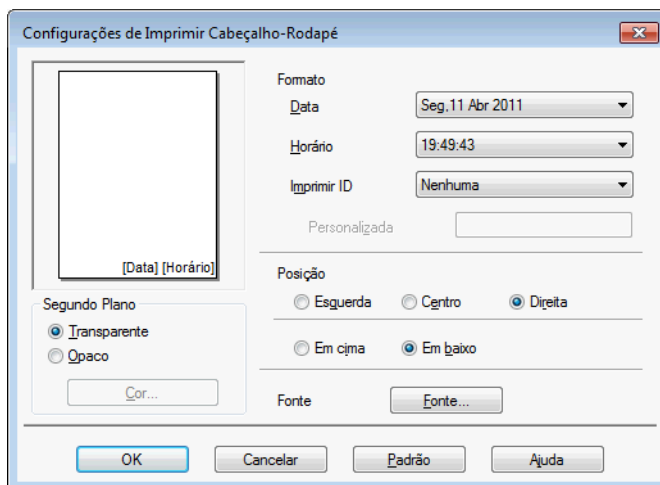 Configurações de Imprimir Cabeçalho-Rodapé
Formato
Data
Seg,11 Abr 2011
Horário
19:49:43
Imprimir ID
Nenhuma
Personalizada
[Data] [Horário]
Segundo Plano
Transparente
Opaco
Cor...
Posição
Esquerda Centro Direita
Em cima Em baixo
Fonte
Fonte...
OK Cancelar Padrão Ajuda